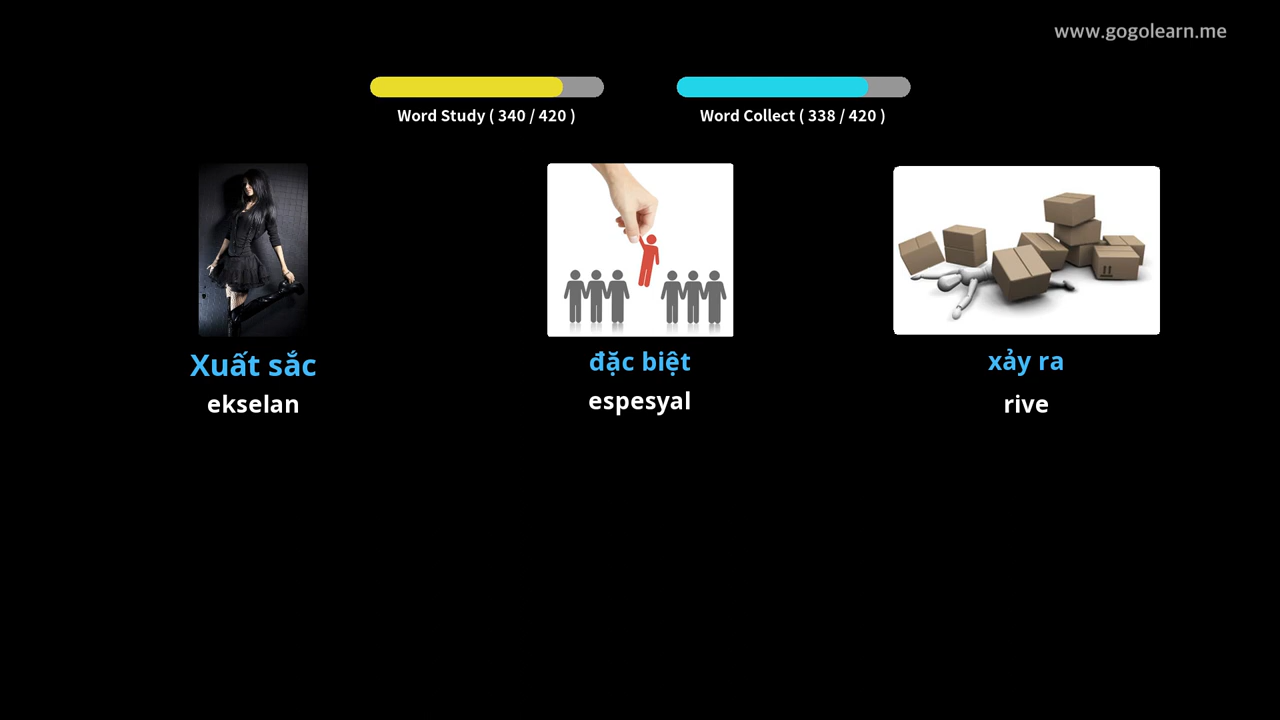 www.gogolearn.me
Word Study ( 340 / 420 )
Word Collect ( 338 / 420 )
Xuất sắc
ekselan
đặc biệt
espesyal
xảy ra
rive